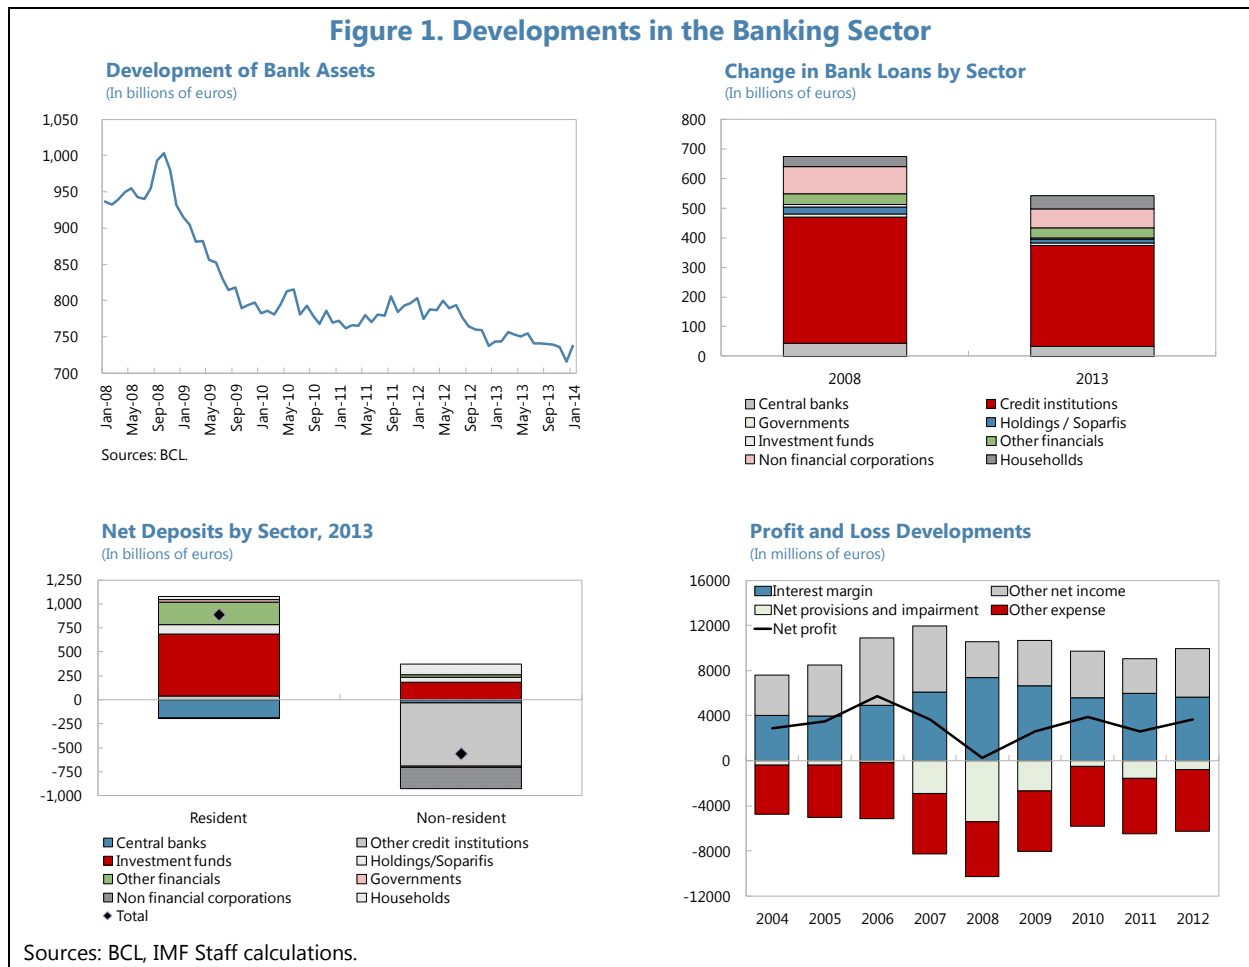 Figure 1. Developments in the Banking Sector
Development of Bank Assets
(In billions of euros)
1,050
1,000
950
900
850
800
750
700
Jan-08
May-08
Sep-08
Jan-09
May-09
Sep-09
Jan-10
May-10
Sep-10
Jan-11
May-11
Sep-11
Jan-12
May-12
Sep-12
Jan-13
May-13
Sep-13
Jan-14
Sources: BCL.
Change in Bank Loans by Sector
(In billions of euros)
800
700
600
500
400
300
200
100
0
2008 2013
Central banks Credit institutions
Governments Holdings / Soparfis
Investment funds Other financials
Non financial corporations Househollds
Net Deposits by Sector, 2013
(In billions of euros)
1,250
1,000
750
500
250
0
-250
-500
-750
-1,000
Resident Non-resident
Central banks Other credit institutions
Investment funds Holdings/Soparifis
Other financials Governments
Non financial corporations Households
Total
Profit and Loss Developments
(In millions of euros)
16000
12000
8000
4000
0
-4000
-8000
-12000
Interest margin Other net income
Net provisions and impairment Other expense
Net profit
2004 2005 2006 2007 2008 2009 2010 2011 2012
Sources: BCL, IMF Staff calculations.